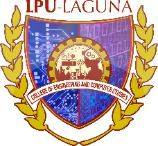 LPU-LAGUNA
COLLEGE OF ENGINEERING AND COMPUTER STUDIES